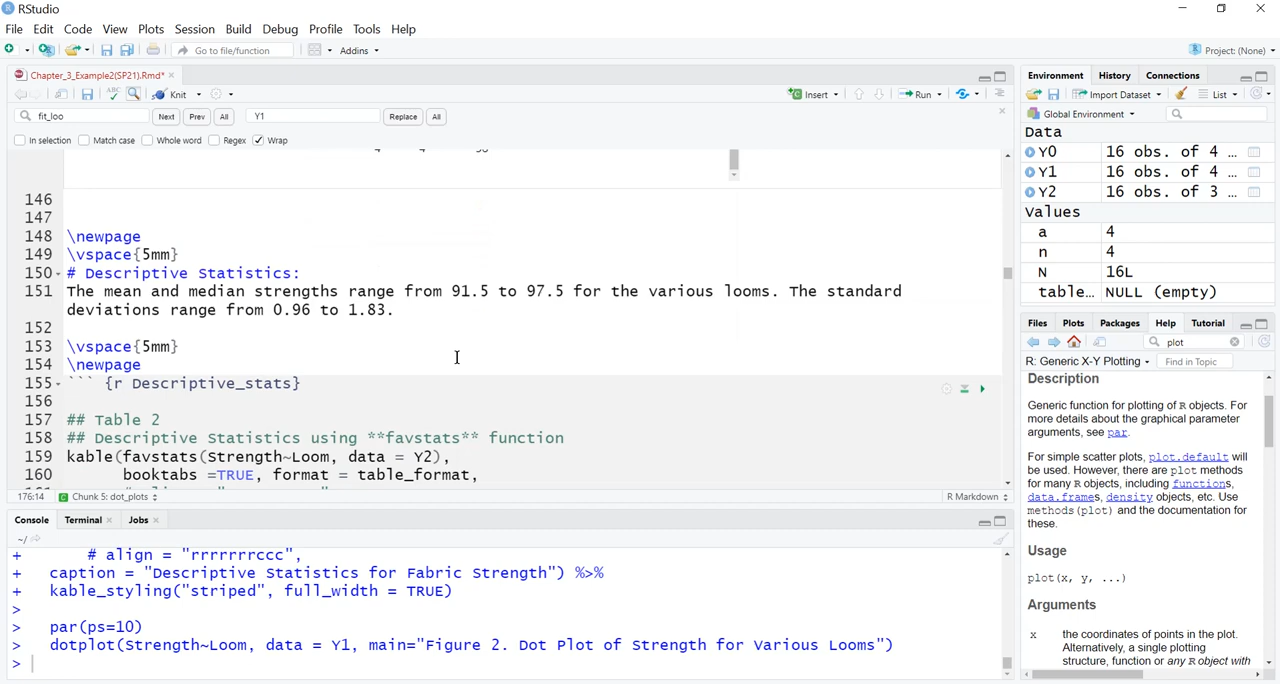 RStudio
File Edit Code View Plots Session Build Debug Profile Tools Help
Go to file/function Addins Project: (None)
Chapter_3_Example2(SP21).Rmd*
ABC Knit Insert Run
fit_loo Next Prev All Y1 Replace All
In selection Match case Whole word Regex Wrap
146
147
148 \newpage
149 \vspace{5mm}
150 # Descriptive Statistics:
151 The mean and median strengths range from 91.5 to 97.5 for the various looms. The standard
deviations range from 0.96 to 1.83.
152
153 \vspace{5mm}
154 \newpage
155 ``` {r Descriptive_stats}
156
157 ## Table 2
158 ## Descriptive Statistics using **favstats** function
159 kable(favstats(Strength~Loom, data = Y2),
160 booktabs =TRUE, format = table_format,
176:14 Chunk 5: dot_plots R Markdown
Console Terminal Jobs
~/
+ # align = "rrrrrrrccc",
+ caption = "Descriptive Statistics for Fabric Strength") %>%
+ kable_styling("striped", full_width = TRUE)
>
> par(ps=10)
> dotplot(Strength~Loom, data = Y1, main="Figure 2. Dot Plot of Strength for Various Looms")
>
Environment History Connections
Import Dataset List
Global Environment
Data
Y0 16 obs. of 4 …
Y1 16 obs. of 4 …
Y2 16 obs. of 3 …
Values
a 4
n 4
N 16L
table… NULL (empty)
Files Plots Packages Help Tutorial
plot
R: Generic X-Y Plotting Find in Topic
Description
Generic function for plotting of R objects. For
more details about the graphical parameter
arguments, see par.
For simple scatter plots, plot.default will
be used. However, there are plot methods
for many R objects, including functions,
data.frames, density objects, etc. Use
methods(plot) and the documentation for
these.
Usage
plot(x, y, ...)
Arguments
x the coordinates of points in the plot.
Alternatively, a single plotting
structure, function or any R object with